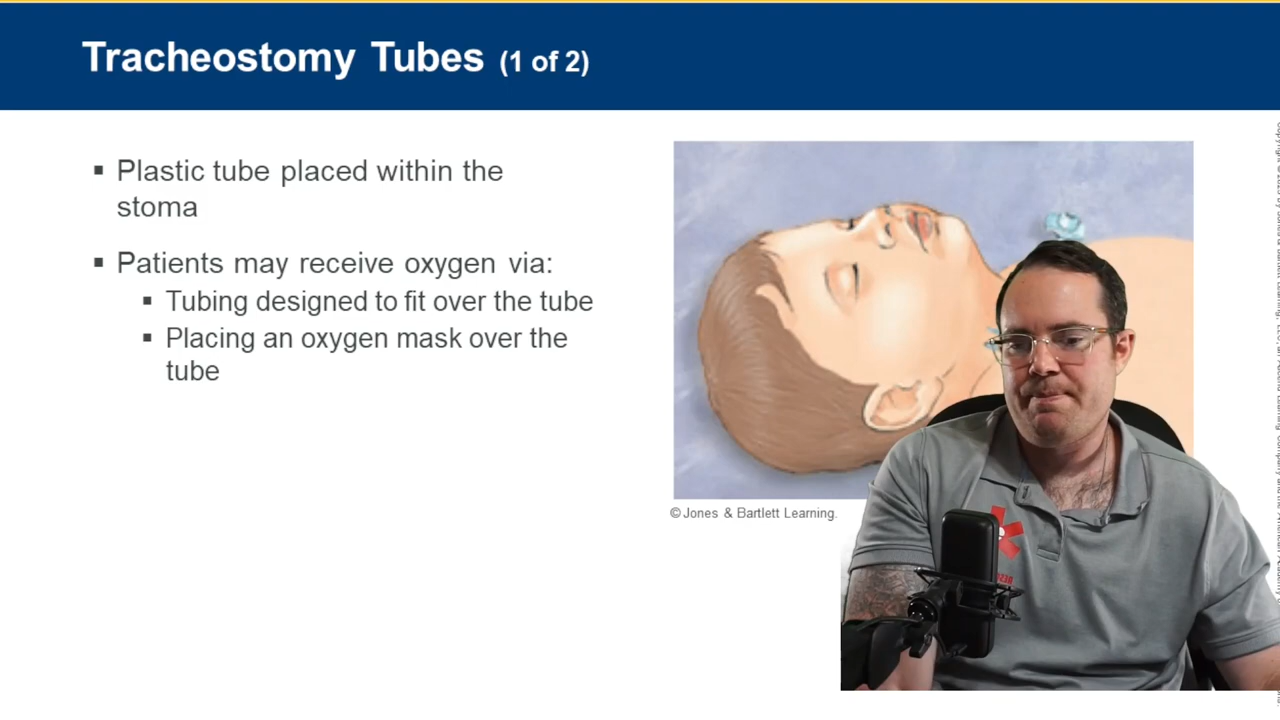 Tracheostomy Tubes (1 of 2)
▪ Plastic tube placed within the
stoma
▪ Patients may receive oxygen via:
▪ Tubing designed to fit over the tube
▪ Placing an oxygen mask over the
tube
© Jones & Bartlett Learning.